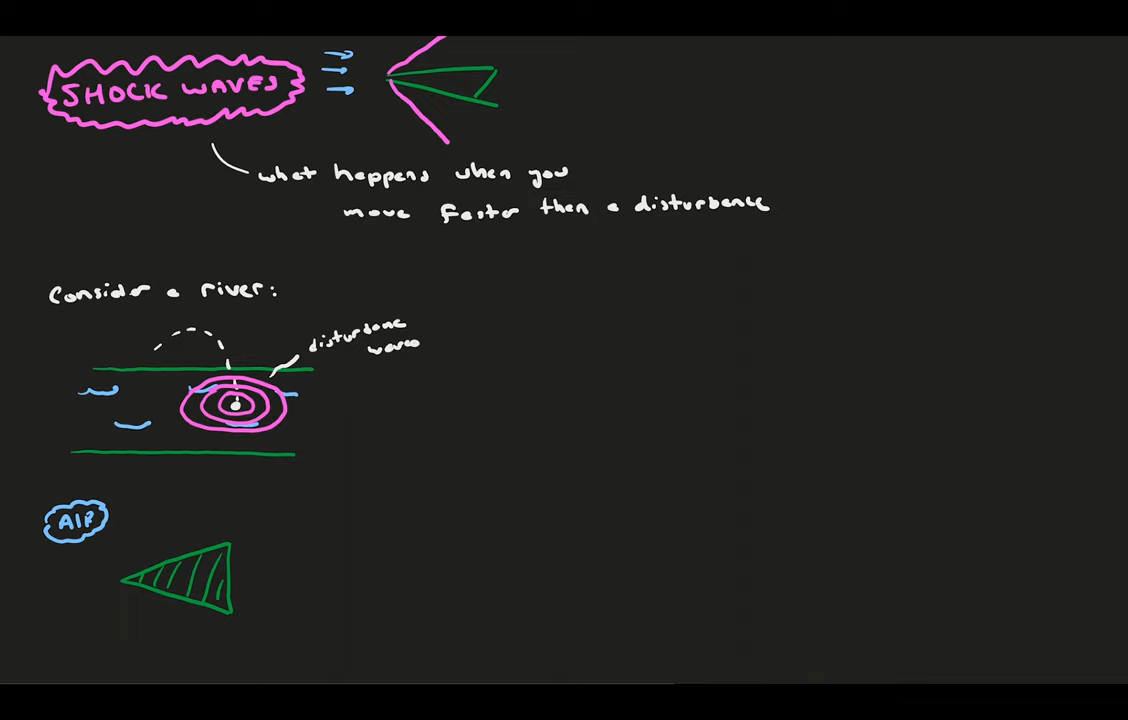 SHOCK WAVES
what happens when you
move faster than a disturbance
Consider a river:
disturbance
waves
AIR